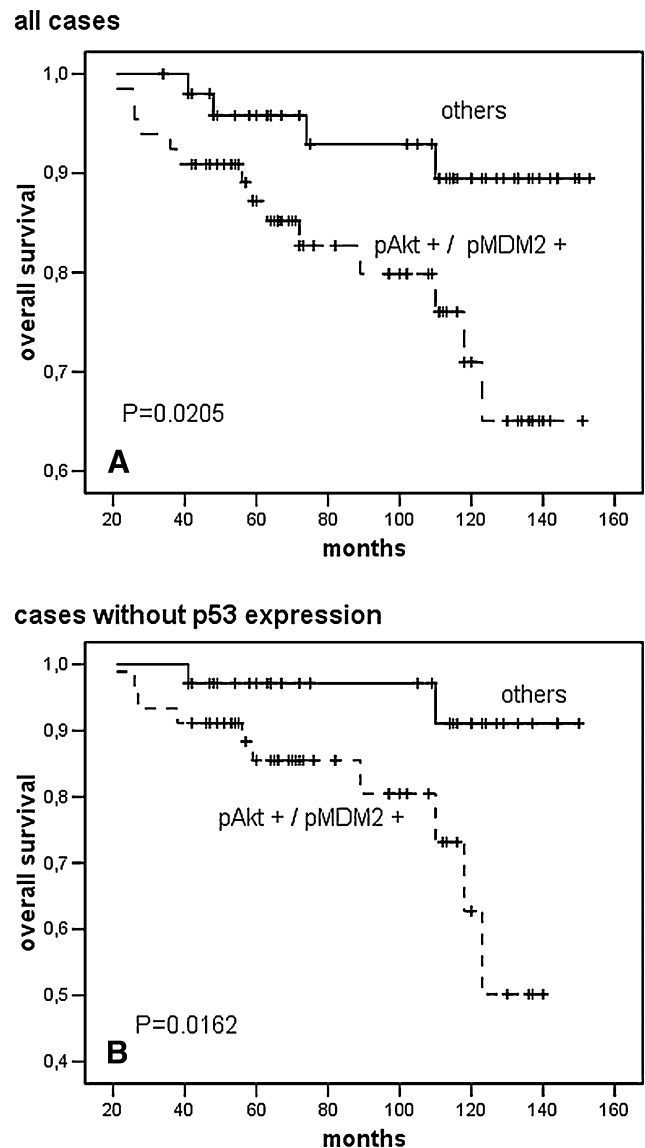 all cases
1,0
0,9
0,8
0,7
0,6
overall survival
others
pAkt + / pMDM2 +
P=0.0205
A
20 40 60 80 100 120 140 160
months
cases without p53 expression
1,0
0,9
0,8
0,7
0,6
0,5
0,4
overall survival
others
pAkt + / pMDM2 +
P=0.0162
B
20 40 60 80 100 120 140 160
months